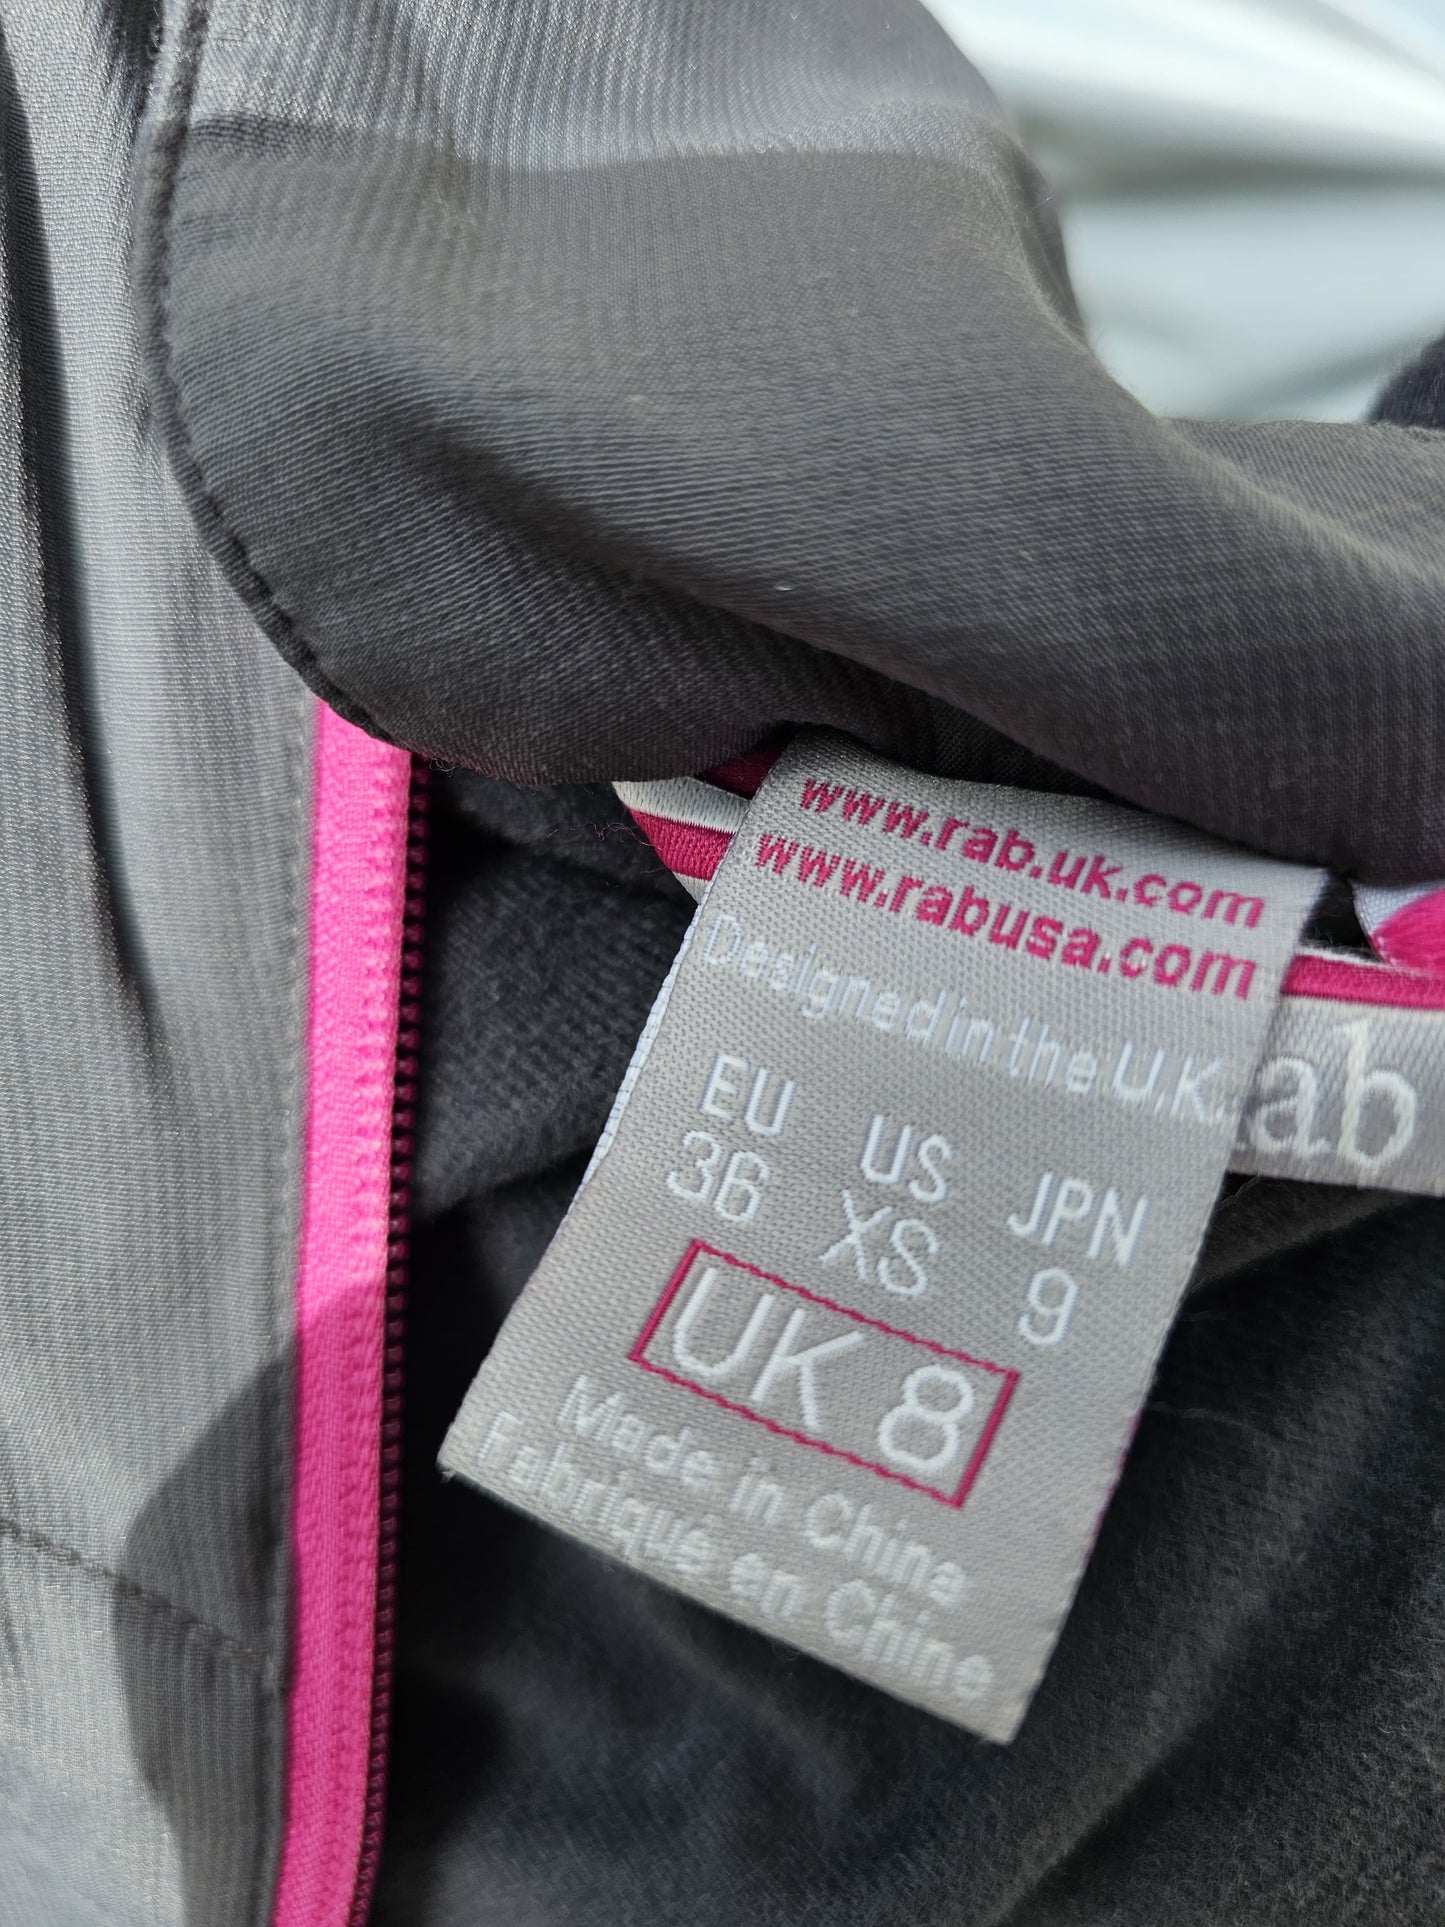 www.rab.uk.com
www.rabusa.com
Designed in the U.K.
EU US JPN
36 XS 9
UK 8
Made in China
Fabriqué en Chine
ab